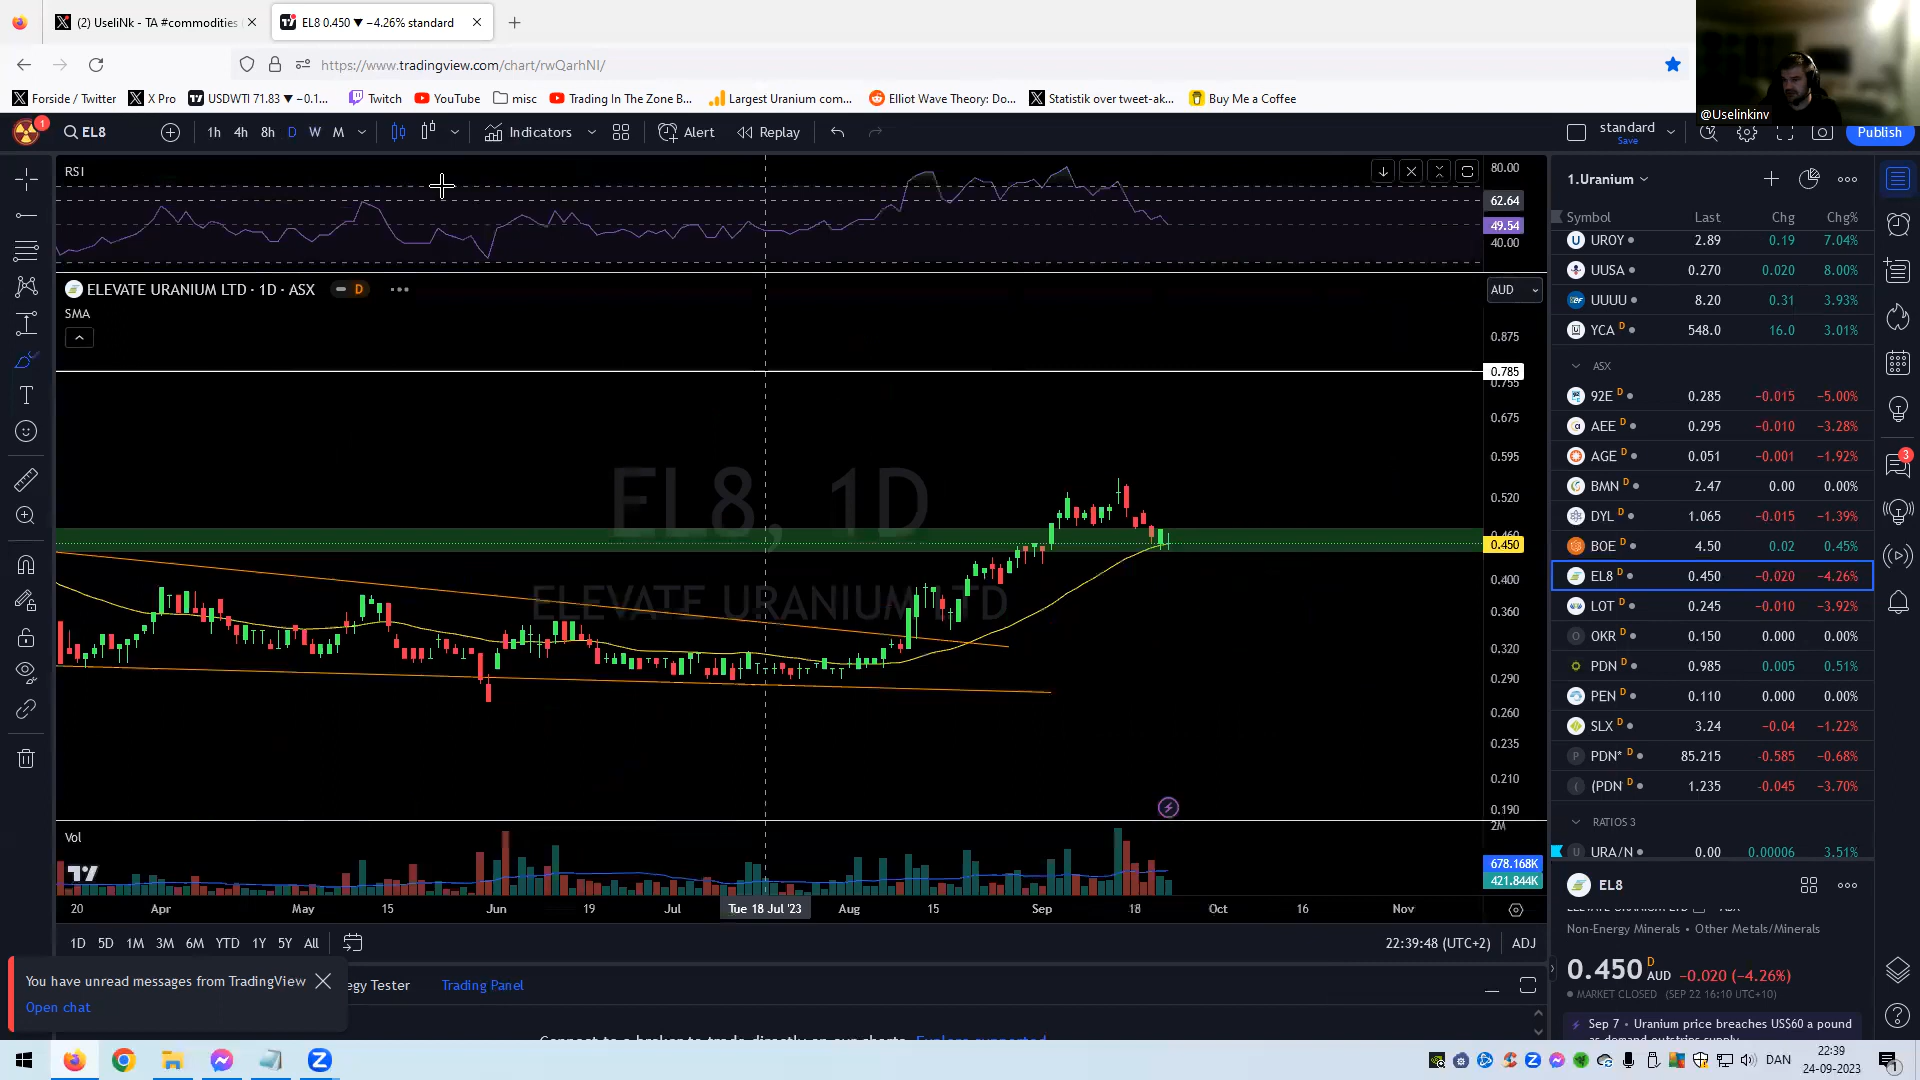 (2) UseliNk - TA #commodities
EL8 0.450 ▼ −4.26% standard
https://www.tradingview.com/chart/rwQarhNI/
Forside / Twitter
X Pro
USDWTI 71.83 ▼ −0.1...
Twitch
YouTube
misc
Trading In The Zone B...
Largest Uranium com...
Elliot Wave Theory: Do...
Statistik over tweet-ak...
Buy Me a Coffee
@Uselinkinv
1
EL8
1h 4h 8h D W M
Indicators
Alert
Replay
standard
Save
Publish
RSI
80.00
62.64
49.54
40.00
ELEVATE URANIUM LTD · 1D · ASX
D
SMA
AUD
0.875
0.785
0.755
0.675
0.595
0.520
0.460
0.450
0.400
0.360
0.320
0.290
0.260
0.235
0.210
0.190
EL8, 1D
ELEVATE URANIUM LTD
Vol
2M
678.168K
421.844K
20 Apr May 15 Jun 19 Jul Tue 18 Jul '23 Aug 15 Sep 18 Oct 16 Nov
1D 5D 1M 3M 6M YTD 1Y 5Y All
22:39:48 (UTC+2) ADJ
You have unread messages from TradingView
Open chat
egy Tester
Trading Panel
1.Uranium
Symbol Last Chg Chg%
UROY 2.89 0.19 7.04%
UUSA 0.270 0.020 8.00%
UUUU 8.20 0.31 3.93%
YCA D 548.0 16.0 3.01%
ASX
92E D 0.285 −0.015 −5.00%
AEE D 0.295 −0.010 −3.28%
AGE D 0.051 −0.001 −1.92%
BMN D 2.47 0.00 0.00%
DYL D 1.065 −0.015 −1.39%
BOE D 4.50 0.02 0.45%
EL8 D 0.450 −0.020 −4.26%
LOT D 0.245 −0.010 −3.92%
OKR D 0.150 0.000 0.00%
PDN D 0.985 0.005 0.51%
PEN D 0.110 0.000 0.00%
SLX D 3.24 −0.04 −1.22%
PDN* D 85.215 −0.585 −0.68%
(PDN D 1.235 −0.045 −3.70%
RATIOS 3
URA/N 0.00 0.00006 3.51%
3
EL8
Non-Energy Minerals • Other Metals/Minerals
0.450 D AUD −0.020 (−4.26%)
MARKET CLOSED (SEP 22 16:10 UTC+10)
Sep 7 • Uranium price breaches US$60 a pound
as demand outstrips supply
DAN
22:39
24-09-2023
1